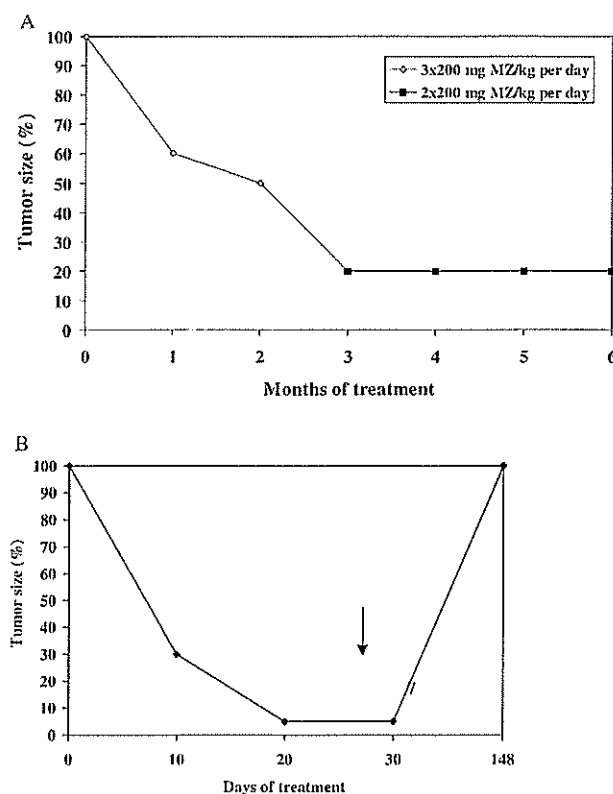 A
3x200 mg MZ/kg per day
2x200 mg MZ/kg per day
100
90
80
70
60
50
40
30
20
10
0
Tumor size (%)
0 1 2 3 4 5 6
Months of treatment
B
100
90
80
70
60
50
40
30
20
10
0
Tumor size (%)
0 10 20 30 148
Days of treatment